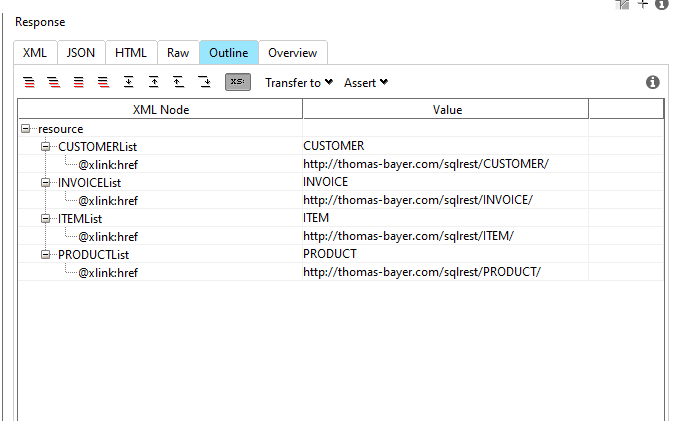 Response
XML JSON HTML Raw Outline Overview
XS: Transfer to Assert
XML Node Value
resource
CUSTOMERList CUSTOMER
@xlink:href http://thomas-bayer.com/sqlrest/CUSTOMER/
INVOICEList INVOICE
@xlink:href http://thomas-bayer.com/sqlrest/INVOICE/
ITEMList ITEM
@xlink:href http://thomas-bayer.com/sqlrest/ITEM/
PRODUCTList PRODUCT
@xlink:href http://thomas-bayer.com/sqlrest/PRODUCT/